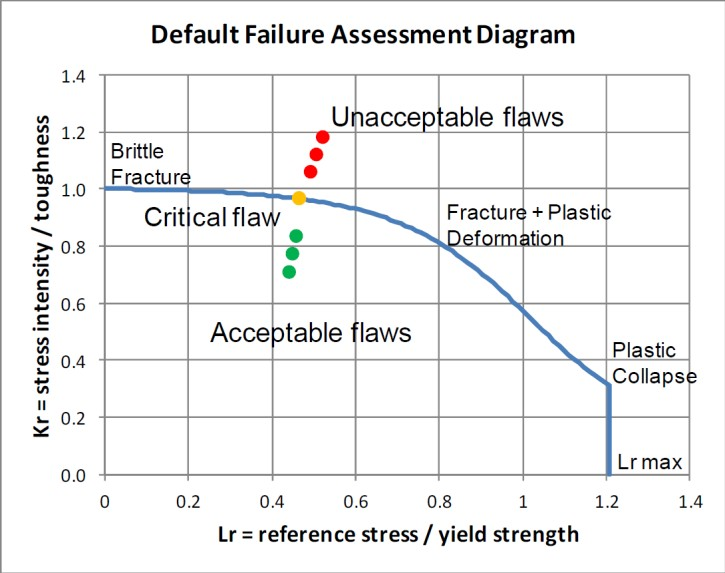 Default Failure Assessment Diagram
Kr = stress intensity / toughness
1.4
1.2
1.0
0.8
0.6
0.4
0.2
0.0
Unacceptable flaws
Brittle
Fracture
Critical flaw
Fracture + Plastic
Deformation
Acceptable flaws
Plastic
Collapse
Lr max
0
0.2
0.4
0.6
0.8
1
1.2
1.4
Lr = reference stress / yield strength